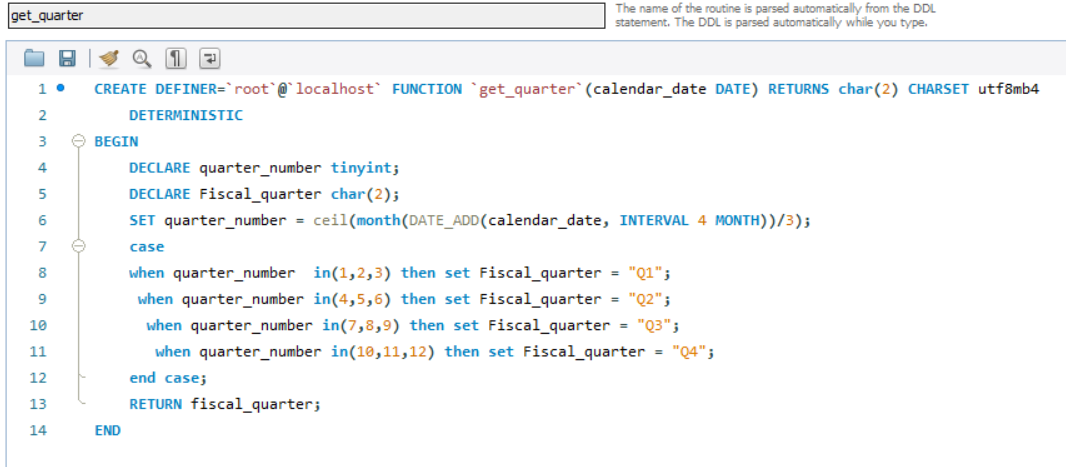 get_quarter
The name of the routine is parsed automatically from the DDL
statement. The DDL is parsed automatically while you type.
1 CREATE DEFINER=`root`@`localhost` FUNCTION `get_quarter`(calendar_date DATE) RETURNS char(2) CHARSET utf8mb4
2 DETERMINISTIC
3 BEGIN
4 DECLARE quarter_number tinyint;
5 DECLARE Fiscal_quarter char(2);
6 SET quarter_number = ceil(month(DATE_ADD(calendar_date, INTERVAL 4 MONTH))/3);
7 case
8 when quarter_number  in(1,2,3) then set Fiscal_quarter = "Q1";
9 when quarter_number in(4,5,6) then set Fiscal_quarter = "Q2";
10 when quarter_number in(7,8,9) then set Fiscal_quarter = "Q3";
11 when quarter_number in(10,11,12) then set Fiscal_quarter = "Q4";
12 end case;
13 RETURN fiscal_quarter;
14 END